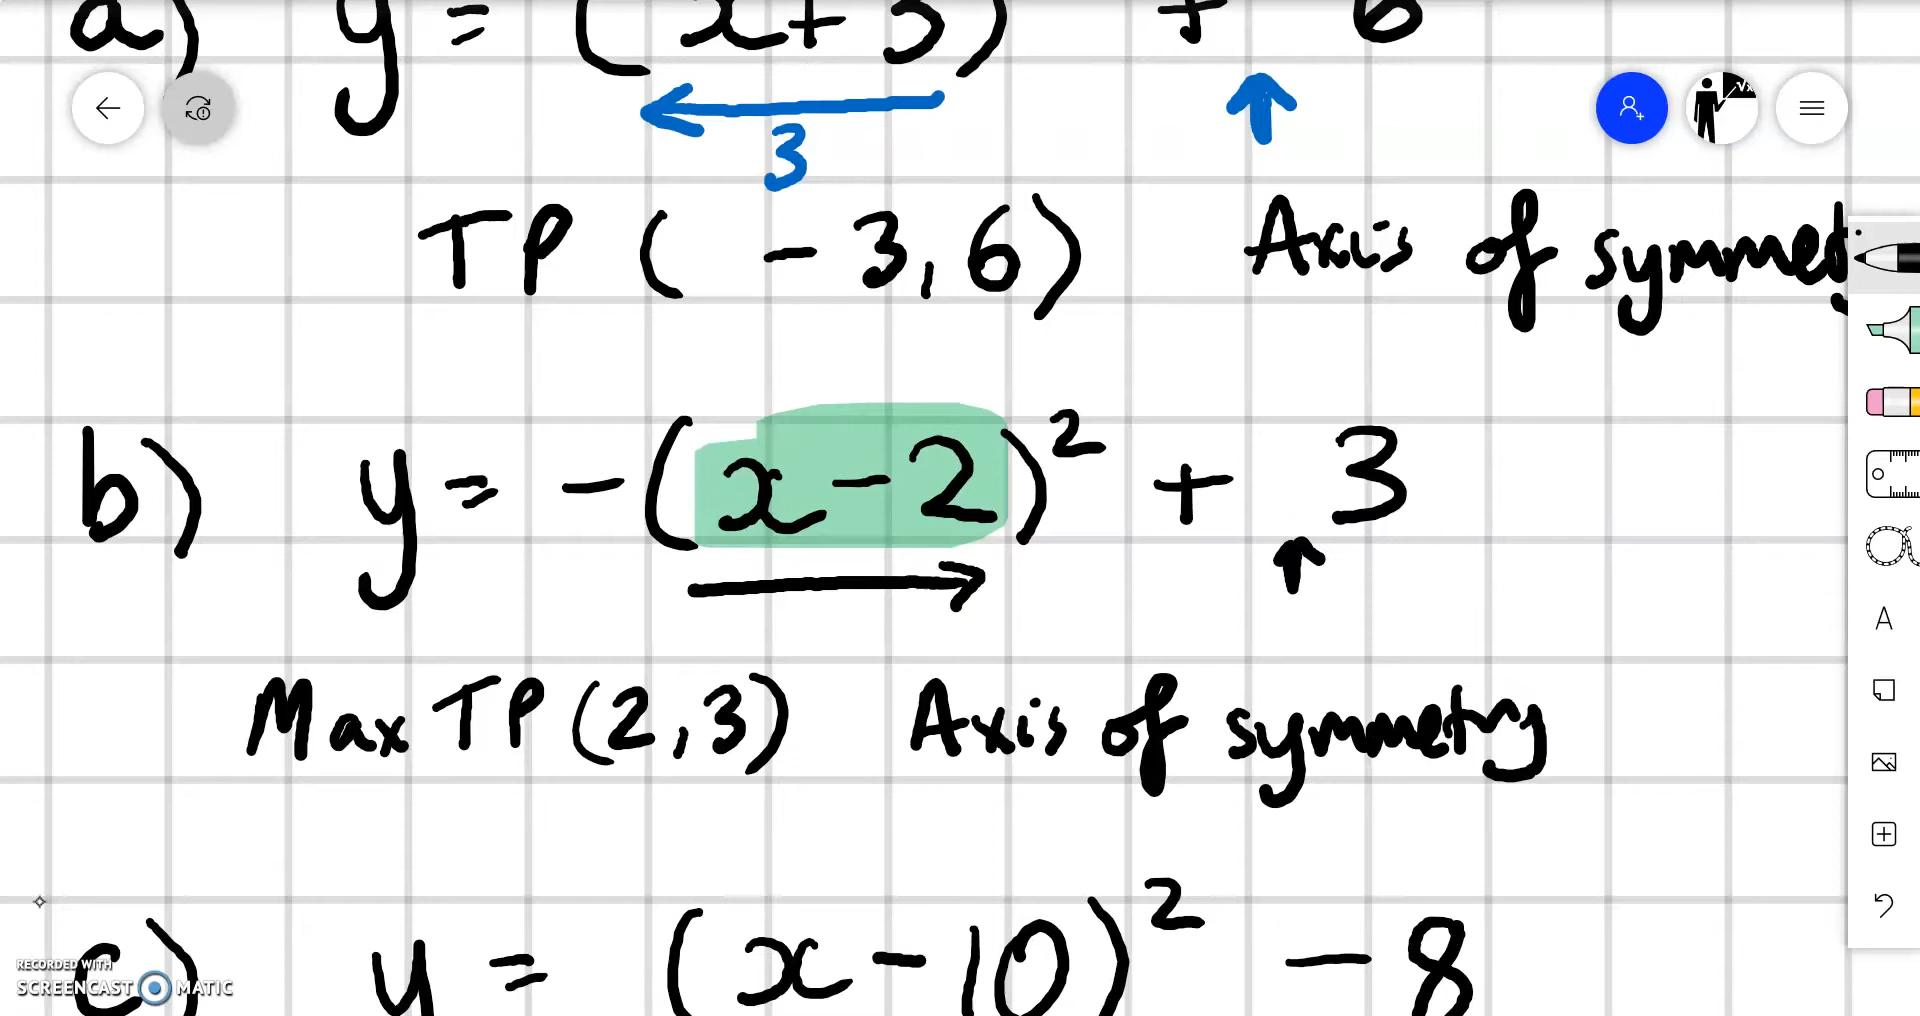 a) y = (x+3) + 6
3
TP ( - 3, 6) Axis of symmet
b) y = -(x-2)² + 3
Max TP (2,3) Axis of symmetry
c) y = (x-10)² - 8
A
RECORDED WITH
SCREENCAST MATIC